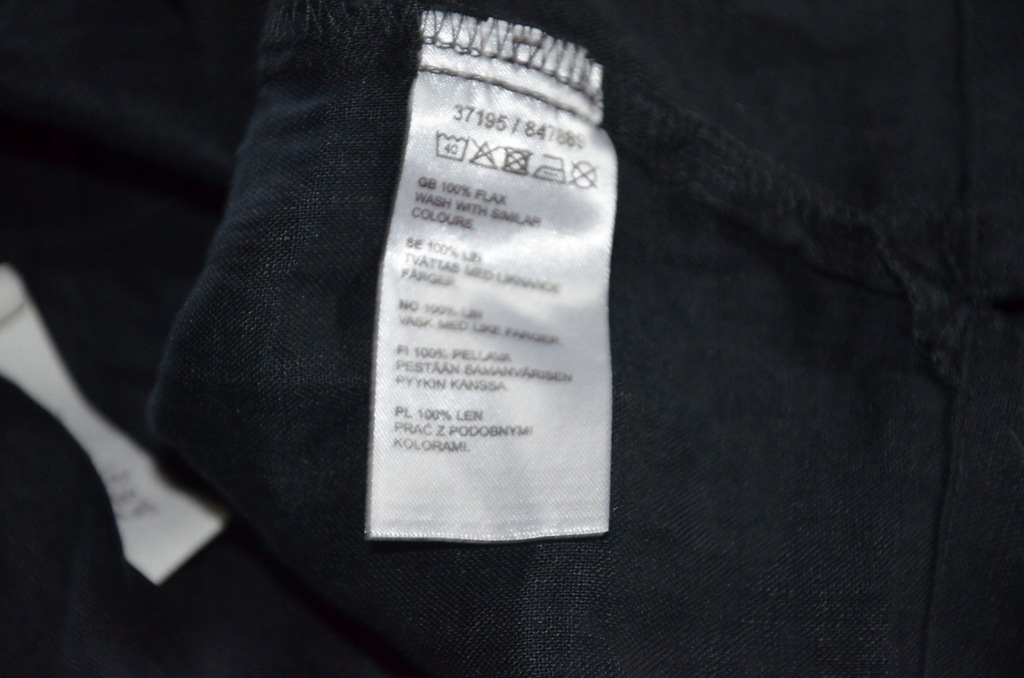 37195 / 847889
40
GB 100% FLAX
WASH WITH SIMILAR
COLOURS.
SE 100% LIN
TVÄTTAS MED LIKNANDE
FÄRGER.
NO 100% LIN
VASK MED LIKE FARGER.
FI 100% PELLAVA
PESTÄÄN SAMANVÄRISEN
PYYKIN KANSSA.
PL 100% LEN
PRAĆ Z PODOBNYMI
KOLORAMI.